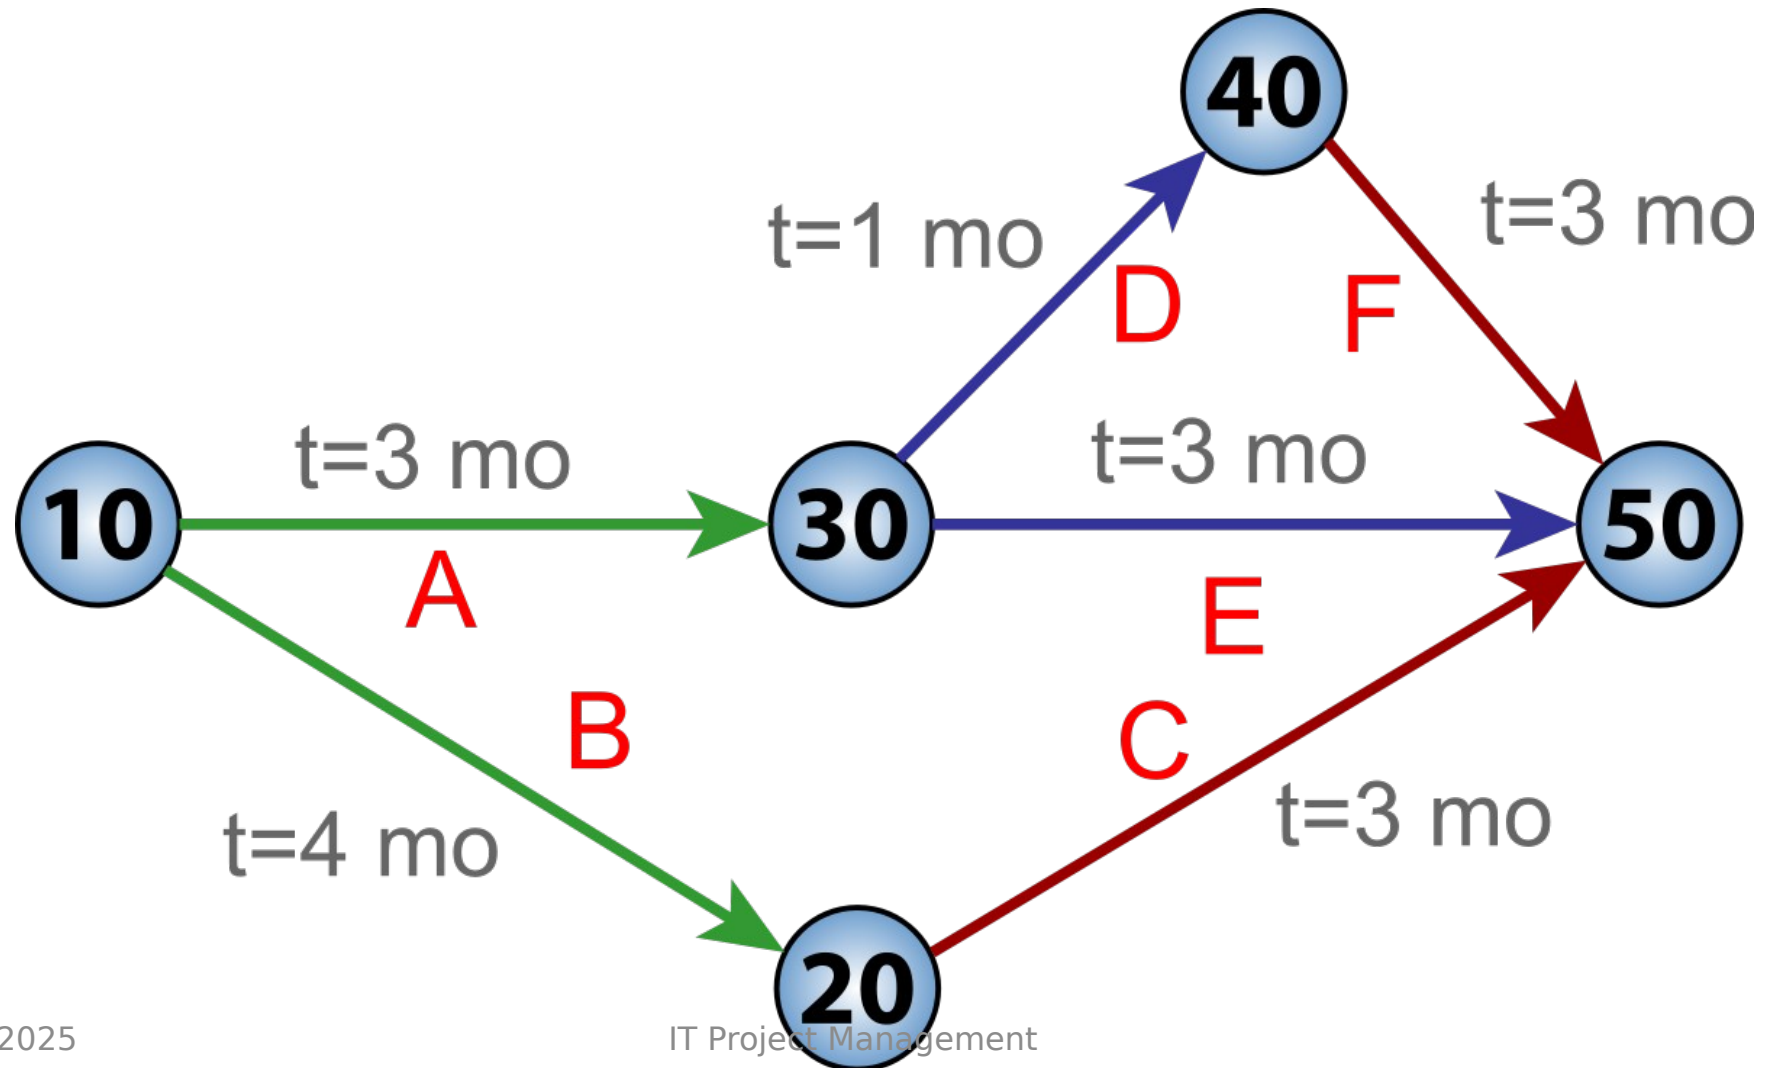 40
t=3 mo
t=1 mo
D
F
t=3 mo
t=3 mo
10
30
50
A
E
B
C
t=4 mo
t=3 mo
20
2025
IT Project Management